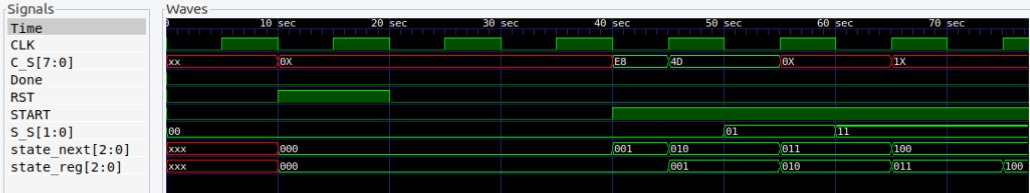 Signals
Waves
Time
0 10 sec 20 sec 30 sec 40 sec 50 sec 60 sec 70 sec
CLK
C_S[7:0] xx 0X E8 4D 0X 1X
Done
RST
START
S_S[1:0] 00 01 11
state_next[2:0] xxx 000 001 010 011 100
state_reg[2:0] xxx 000 001 010 011 100